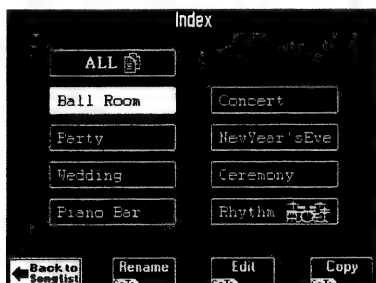 Index
ALL
Ball Room
Concert
Party
NewYear'sEve
Wedding
Ceremony
Piano Bar
Rhythm
Back to
Songlist
Rename
Edit
Copy